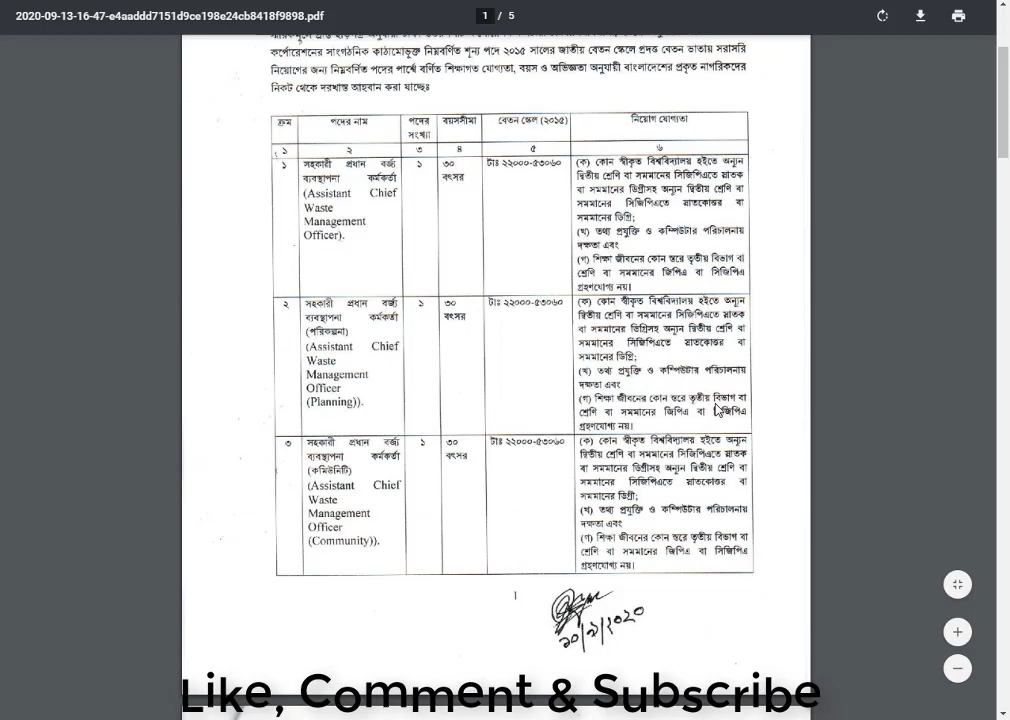 2020-09-13-16-47-e4aaddd7151d9ce198e24cb8418f9898.pdf
1 / 5
কর্পোরেশনের সাংগঠনিক কাঠামোভুক্ত নিম্নবর্ণিত শূন্য পদে ২০১৫ সালের জাতীয় বেতন স্কেলে প্রদত্ত বেতন ভাতায় সরাসরি
নিয়োগের জন্য নিম্নবর্ণিত পদের পার্শ্বে বর্ণিত শিক্ষাগত যোগ্যতা, বয়স ও অভিজ্ঞতা অনুযায়ী বাংলাদেশের প্রকৃত নাগরিকদের
নিকট থেকে দরখাস্ত আহবান করা যাচ্ছেঃ
ক্রম পদের নাম পদের সংখ্যা বয়সসীমা বেতন স্কেল (২০১৫) নিয়োগ যোগ্যতা
১ ২ ৩ ৪ ৫ ৬
১
সহকারী প্রধান বর্জ্য
ব্যবস্থাপনা কর্মকর্তা
(Assistant Chief
Waste
Management
Officer).
১
৩০
বৎসর
টাঃ ২২০০০-৫৩০৬০
(ক) কোন স্বীকৃত বিশ্ববিদ্যালয় হইতে অন্যূন
দ্বিতীয় শ্রেণি বা সমমানের সিজিপিএতে স্নাতক
বা সমমানের ডিগ্রীসহ অন্যূন দ্বিতীয় শ্রেণি বা
সমমানের সিজিপিএতে স্নাতকোত্তর বা
সমমানের ডিগ্রি;
(খ) তথ্য প্রযুক্তি ও কম্পিউটার পরিচালনায়
দক্ষতা এবং
(গ) শিক্ষা জীবনের কোন স্তরে তৃতীয় বিভাগ বা
শ্রেণি বা সমমানের জিপিএ বা সিজিপিএ
গ্রহণযোগ্য নয়।
২
সহকারী প্রধান বর্জ্য
ব্যবস্থাপনা কর্মকর্তা
(পরিকল্পনা)
(Assistant Chief
Waste
Management
Officer
(Planning)).
১
৩০
বৎসর
টাঃ ২২০০০-৫৩০৬০
(ক) কোন স্বীকৃত বিশ্ববিদ্যালয় হইতে অন্যূন
দ্বিতীয় শ্রেণি বা সমমানের সিজিপিএতে স্নাতক
বা সমমানের ডিগ্রিসহ অন্যূন দ্বিতীয় শ্রেণি বা
সমমানের সিজিপিএতে স্নাতকোত্তর বা
সমমানের ডিগ্রি;
(খ) তথ্য প্রযুক্তি ও কম্পিউটার পরিচালনায়
দক্ষতা এবং
(গ) শিক্ষা জীবনের কোন স্তরে তৃতীয় বিভাগ বা
শ্রেণি বা সমমানের জিপিএ বা সিজিপিএ
গ্রহণযোগ্য নয়।
৩
সহকারী প্রধান বর্জ্য
ব্যবস্থাপনা কর্মকর্তা
(কমিউনিটি)
(Assistant Chief
Waste
Management
Officer
(Community)).
১
৩০
বৎসর
টাঃ ২২০০০-৫৩০৬০
(ক) কোন স্বীকৃত বিশ্ববিদ্যালয় হইতে অন্যূন
দ্বিতীয় শ্রেণি বা সমমানের সিজিপিএতে স্নাতক
বা সমমানের ডিগ্রীসহ অন্যূন দ্বিতীয় শ্রেণি বা
সমমানের সিজিপিএতে স্নাতকোত্তর বা
সমমানের ডিগ্রী;
(খ) তথ্য প্রযুক্তি ও কম্পিউটার পরিচালনায়
দক্ষতা এবং
(গ) শিক্ষা জীবনের কোন স্তরে তৃতীয় বিভাগ বা
শ্রেণি বা সমমানের জিপিএ বা সিজিপিএ
গ্রহণযোগ্য নয়।
1
১০/৯/২০২০
Like, Comment & Subscribe